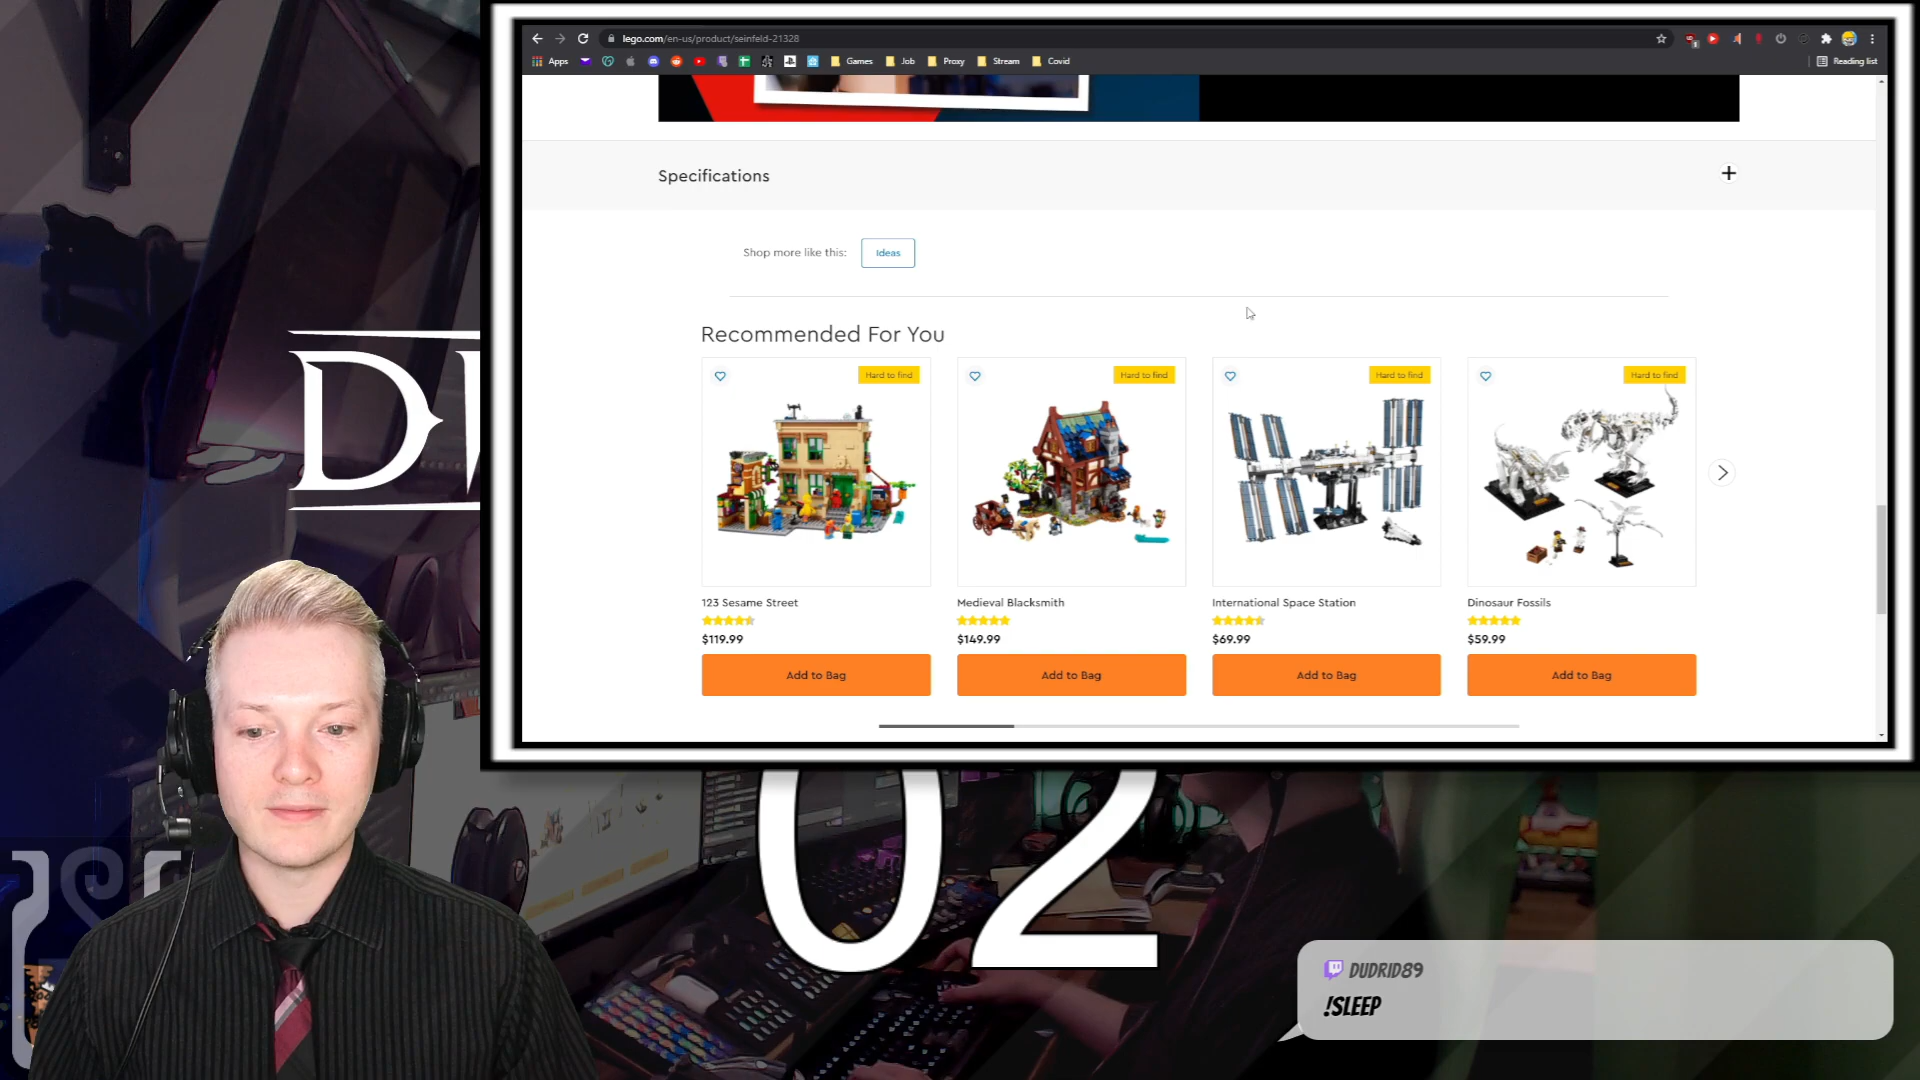 lego.com/en-us/product/seinfeld-21328
Apps Games Job Proxy Stream Covid Reading list
Specifications
Shop more like this: Ideas
Recommended For You
Hard to find Hard to find Hard to find Hard to find
123 Sesame Street Medieval Blacksmith International Space Station Dinosaur Fossils
$119.99 $149.99 $69.99 $59.99
Add to Bag Add to Bag Add to Bag Add to Bag
02
DUDRID89
!SLEEP